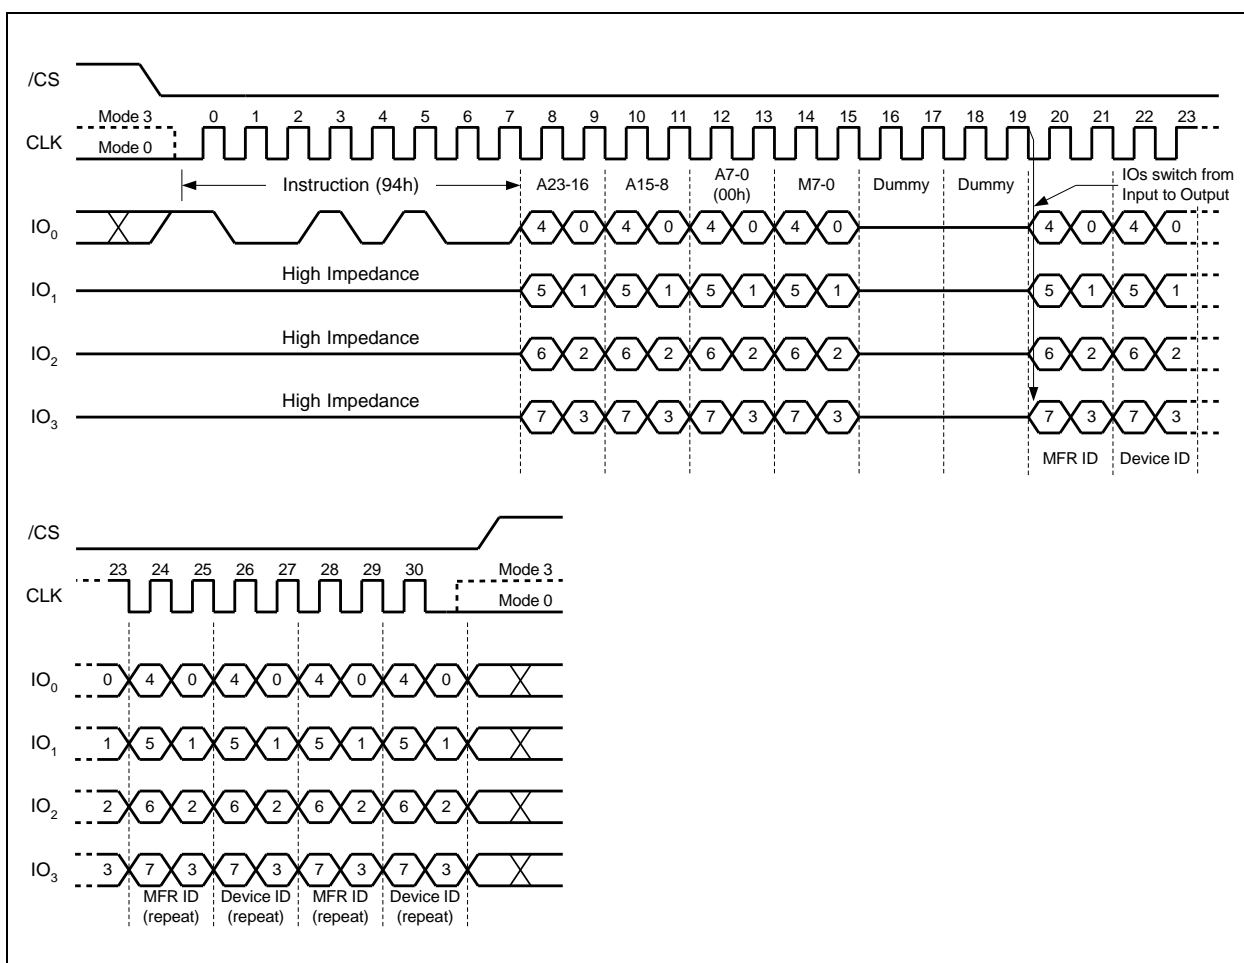 /CS
Mode 3 0 1 2 3 4 5 6 7 8 9 10 11 12 13 14 15 16 17 18 19 20 21 22 23
CLK Mode 0
Instruction (94h) A23-16 A15-8 A7-0 (00h) M7-0 Dummy Dummy IOs switch from Input to Output
IO0 4 0 4 0 4 0 4 0 4 0 4 0
High Impedance
IO1 5 1 5 1 5 1 5 1 5 1 5 1
High Impedance
IO2 6 2 6 2 6 2 6 2 6 2 6 2
High Impedance
IO3 7 3 7 3 7 3 7 3 7 3 7 3
MFR ID Device ID
/CS
23 24 25 26 27 28 29 30 Mode 3
CLK Mode 0
IO0 0 4 0 4 0 4 0 4 0
IO1 1 5 1 5 1 5 1 5 1
IO2 2 6 2 6 2 6 2 6 2
IO3 3 7 3 7 3 7 3 7 3
MFR ID Device ID MFR ID Device ID
(repeat) (repeat) (repeat) (repeat)